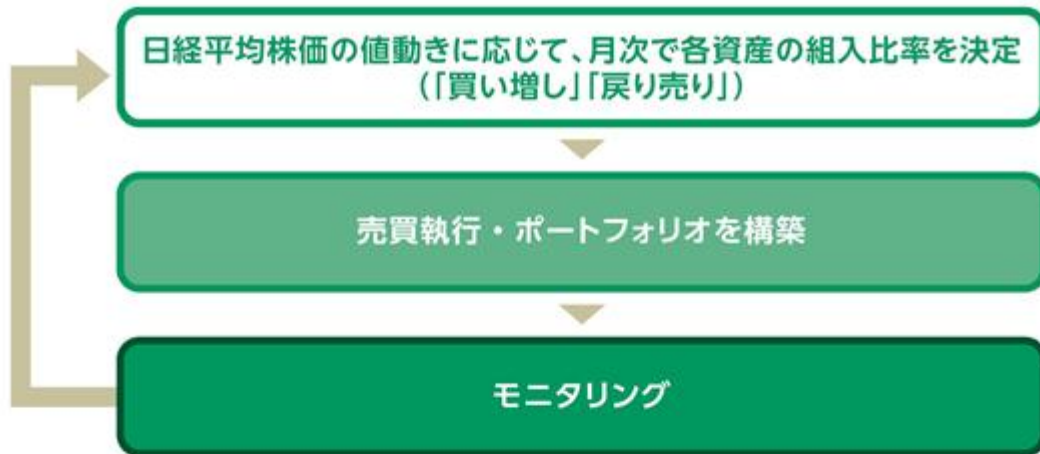 日経平均株価の値動きに応じて、月次で各資産の組入比率を決定
(「買い増し」「戻り売り」)
売買執行・ポートフォリオを構築
モニタリング